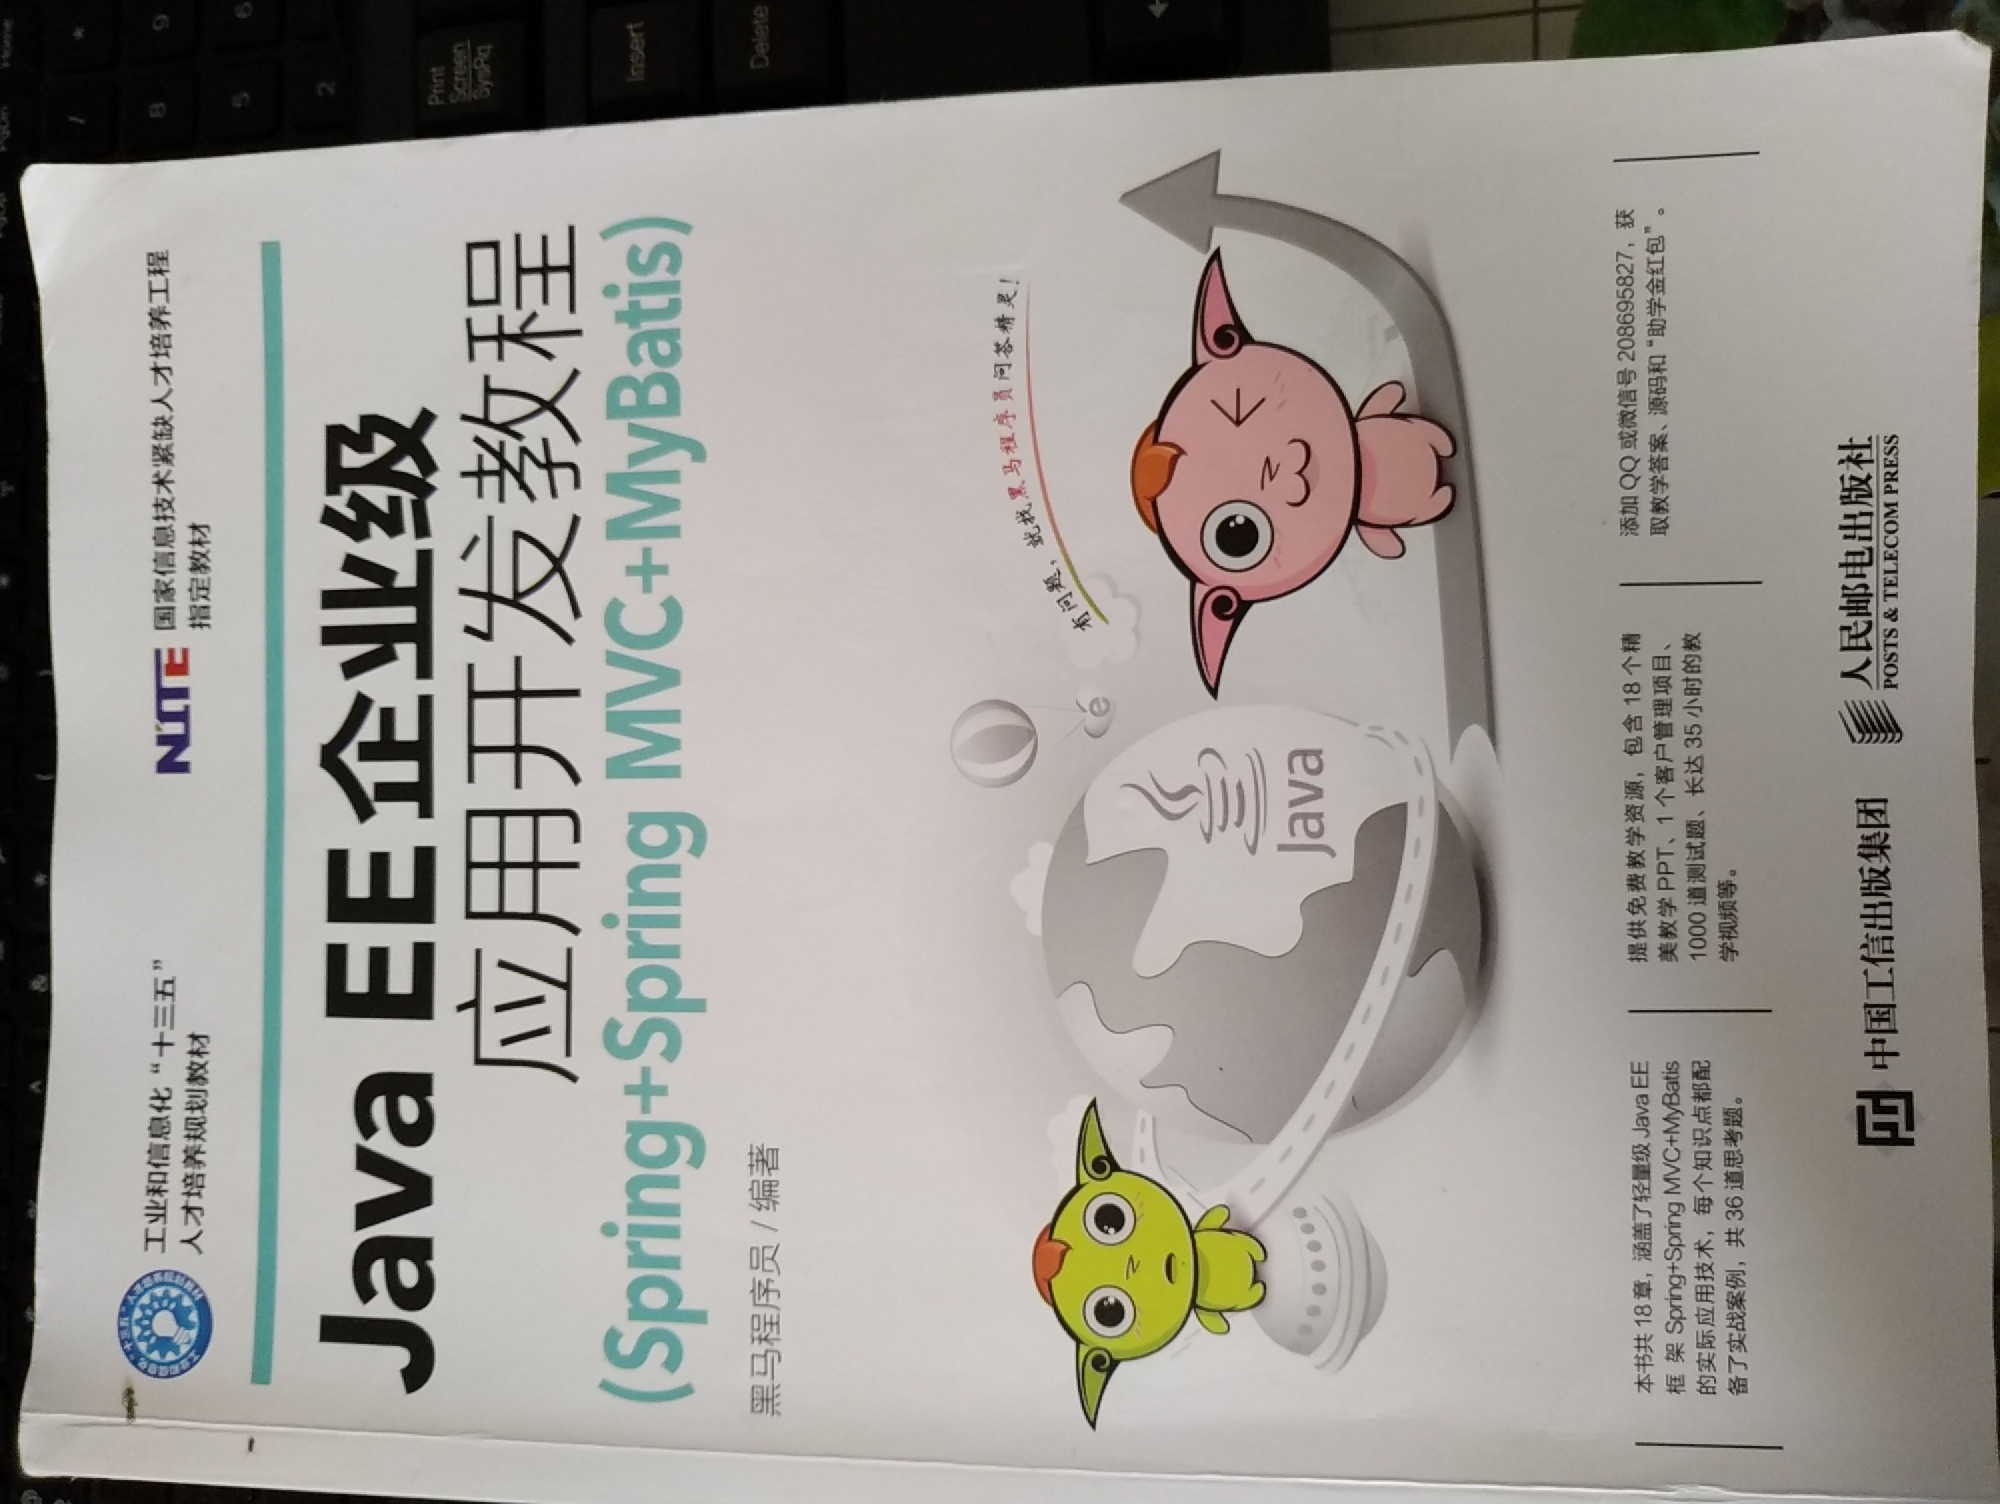 工业和信息化“十三五”
人才培养规划教材
NITE
国家信息技术紧缺人才培养工程
指定教材
Java EE 企业级
应用开发教程
(Spring+Spring MVC+MyBatis)
黑马程序员 / 编著
有问题，就找黑马程序员问答精灵！
e
Java
本书共 18 章，涵盖了轻量级 Java EE
框 架 Spring+Spring MVC+MyBatis
的实际应用技术，每个知识点都配
备了实战案例，共 36 道思考题。
提供免费教学资源，包含 18 个精
美教学 PPT、1 个客户管理项目、
1000 道测试题、长达 35 小时的教
学视频等。
添加 QQ 或微信号 208695827，获
取教学答案、源码和“助学金红包”。
中国工信出版集团
人民邮电出版社
POSTS & TELECOM PRESS
Print
Screen
SysRq
Insert
Delete
Home
*
9
6
/
8
5
2